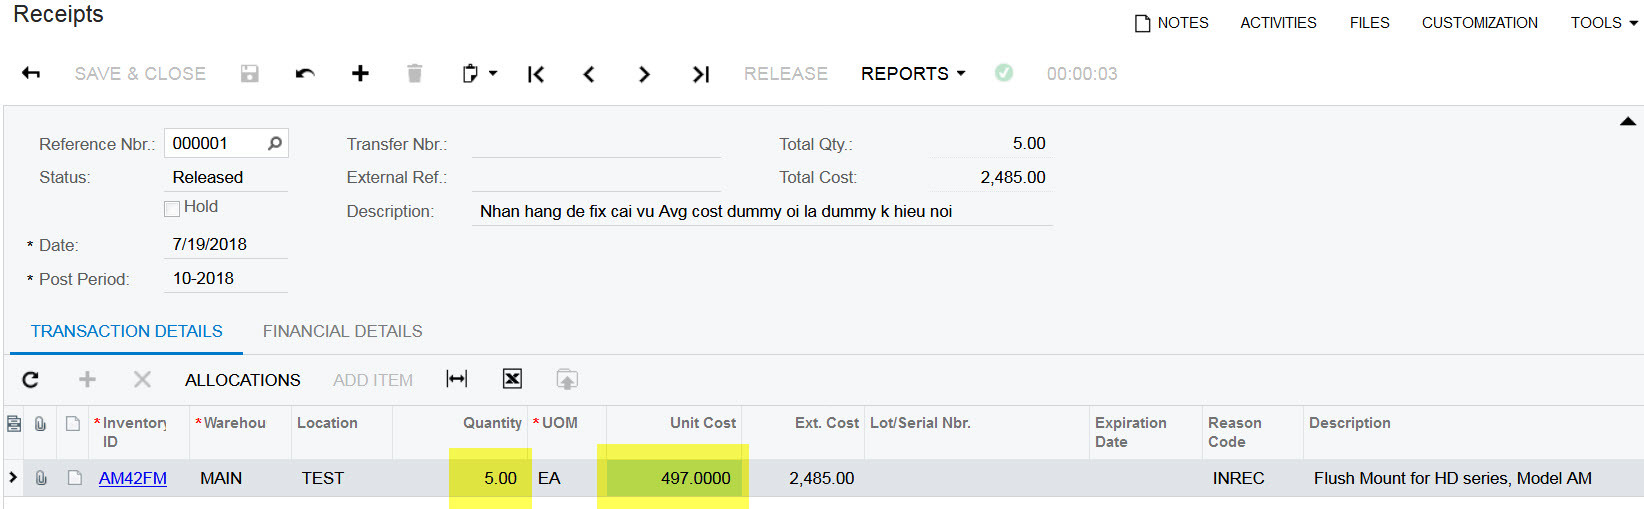 Receipts
NOTES ACTIVITIES FILES CUSTOMIZATION TOOLS
SAVE & CLOSE RELEASE REPORTS 00:00:03
Reference Nbr.: 000001 Transfer Nbr.: Total Qty.: 5.00
Status: Released External Ref.: Total Cost: 2,485.00
Hold Description: Nhan hang de fix cai vu Avg cost dummy oi la dummy k hieu noi
* Date: 7/19/2018
* Post Period: 10-2018
TRANSACTION DETAILS FINANCIAL DETAILS
ALLOCATIONS ADD ITEM
* Inventory ID * Warehou Location Quantity * UOM Unit Cost Ext. Cost Lot/Serial Nbr. Expiration Date Reason Code Description
AM42FM MAIN TEST 5.00 EA 497.0000 2,485.00 INREC Flush Mount for HD series, Model AM